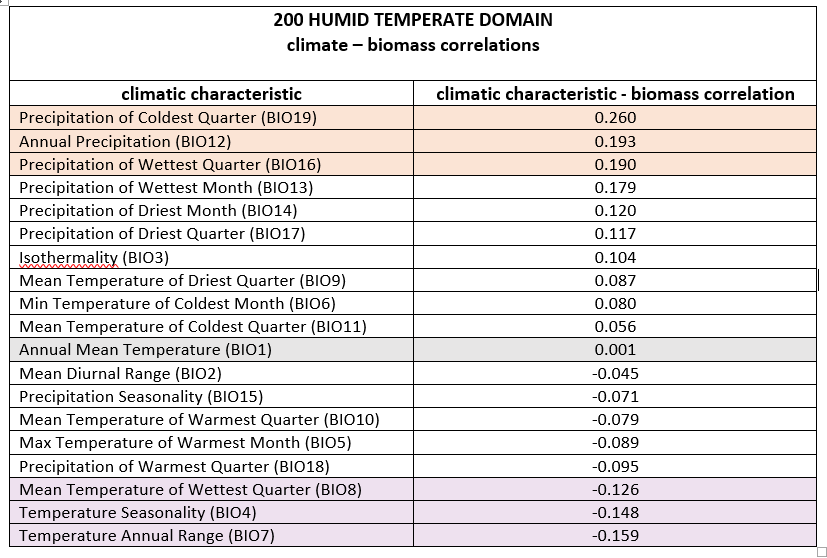 200 HUMID TEMPERATE DOMAIN
climate – biomass correlations
climatic characteristic climatic characteristic - biomass correlation
Precipitation of Coldest Quarter (BIO19) 0.260
Annual Precipitation (BIO12) 0.193
Precipitation of Wettest Quarter (BIO16) 0.190
Precipitation of Wettest Month (BIO13) 0.179
Precipitation of Driest Month (BIO14) 0.120
Precipitation of Driest Quarter (BIO17) 0.117
Isothermality (BIO3) 0.104
Mean Temperature of Driest Quarter (BIO9) 0.087
Min Temperature of Coldest Month (BIO6) 0.080
Mean Temperature of Coldest Quarter (BIO11) 0.056
Annual Mean Temperature (BIO1) 0.001
Mean Diurnal Range (BIO2) -0.045
Precipitation Seasonality (BIO15) -0.071
Mean Temperature of Warmest Quarter (BIO10) -0.079
Max Temperature of Warmest Month (BIO5) -0.089
Precipitation of Warmest Quarter (BIO18) -0.095
Mean Temperature of Wettest Quarter (BIO8) -0.126
Temperature Seasonality (BIO4) -0.148
Temperature Annual Range (BIO7) -0.159